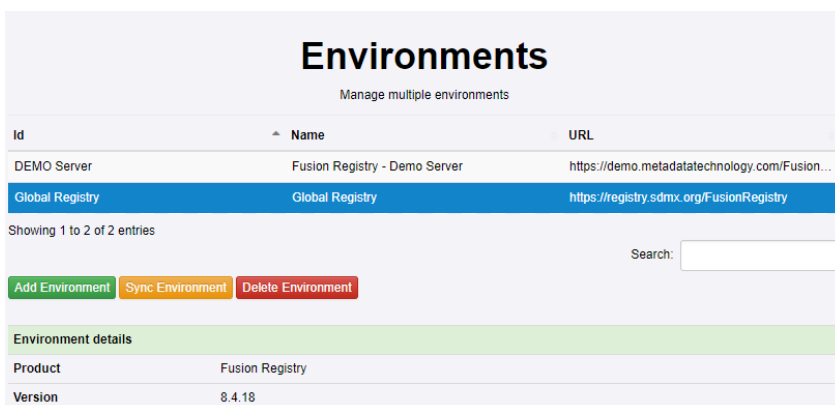 Environments
Manage multiple environments
Id Name URL
DEMO Server Fusion Registry - Demo Server https://demo.metadatatechnology.com/Fusion...
Global Registry Global Registry https://registry.sdmx.org/FusionRegistry
Showing 1 to 2 of 2 entries
Search:
Add Environment Sync Environment Delete Environment
Environment details
Product Fusion Registry
Version 8.4.18